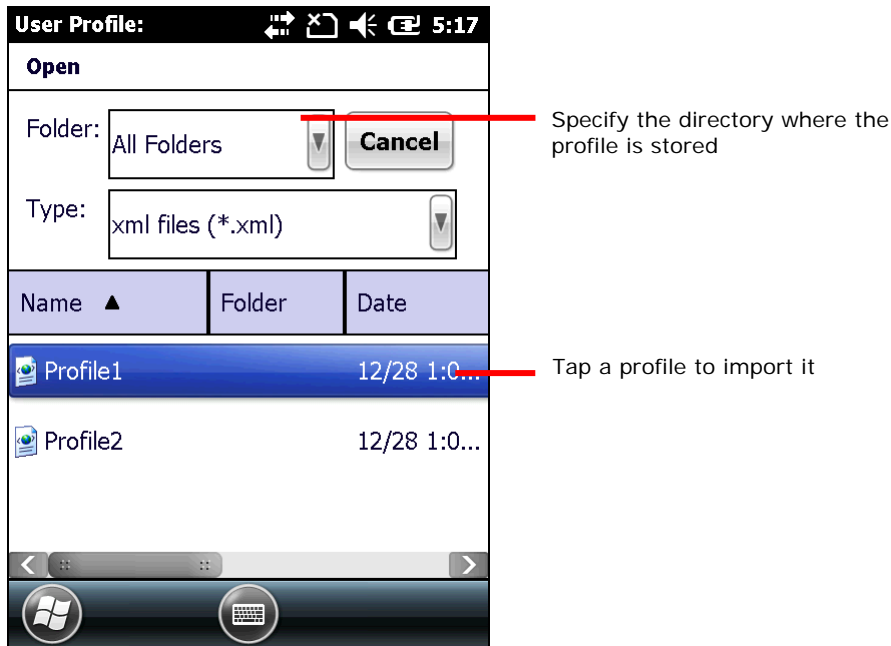 User Profile: 5:17
Open
Folder: All Folders Cancel
Specify the directory where the
profile is stored
Type: xml files (*.xml)
Name ▲ Folder Date
Profile1 12/28 1:0...
Tap a profile to import it
Profile2 12/28 1:0...